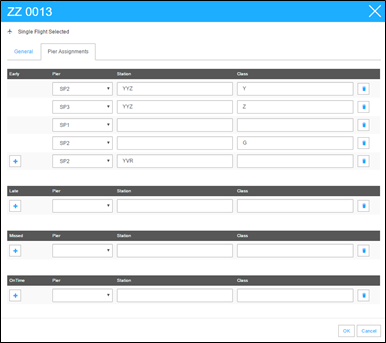 ZZ 0013
+ Single Flight Selected
General Pier Assignments
Early Pier Station Class
SP2 YYZ Y
SP3 YYZ Z
SP1
SP2 G
+ SP2 YVR
Late Pier Station Class
+
Missed Pier Station Class
+
OnTime Pier Station Class
+
OK Cancel